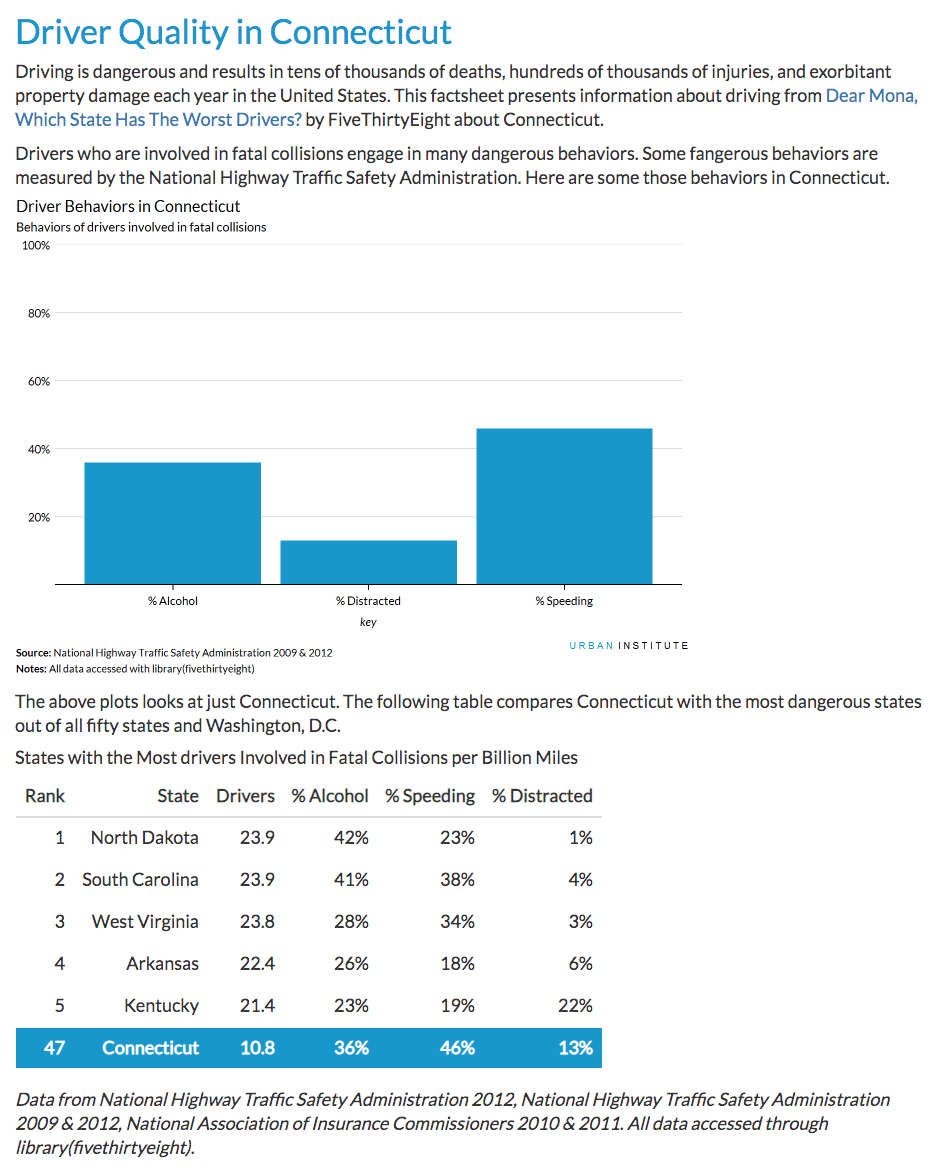 Driver Quality in Connecticut
Driving is dangerous and results in tens of thousands of deaths, hundreds of thousands of injuries, and exorbitant
property damage each year in the United States. This factsheet presents information about driving from Dear Mona,
Which State Has The Worst Drivers? by FiveThirtyEight about Connecticut.
Drivers who are involved in fatal collisions engage in many dangerous behaviors. Some fangerous behaviors are
measured by the National Highway Traffic Safety Administration. Here are some those behaviors in Connecticut.
Driver Behaviors in Connecticut
Behaviors of drivers involved in fatal collisions
100%
80%
60%
40%
20%
% Alcohol % Distracted % Speeding
key
URBAN INSTITUTE
Source: National Highway Traffic Safety Administration 2009 & 2012
Notes: All data accessed with library(fivethirtyeight)
The above plots looks at just Connecticut. The following table compares Connecticut with the most dangerous states
out of all fifty states and Washington, D.C.
States with the Most drivers Involved in Fatal Collisions per Billion Miles
Rank State Drivers % Alcohol % Speeding % Distracted
1 North Dakota 23.9 42% 23% 1%
2 South Carolina 23.9 41% 38% 4%
3 West Virginia 23.8 28% 34% 3%
4 Arkansas 22.4 26% 18% 6%
5 Kentucky 21.4 23% 19% 22%
47 Connecticut 10.8 36% 46% 13%
Data from National Highway Traffic Safety Administration 2012, National Highway Traffic Safety Administration
2009 & 2012, National Association of Insurance Commissioners 2010 & 2011. All data accessed through
library(fivethirtyeight).